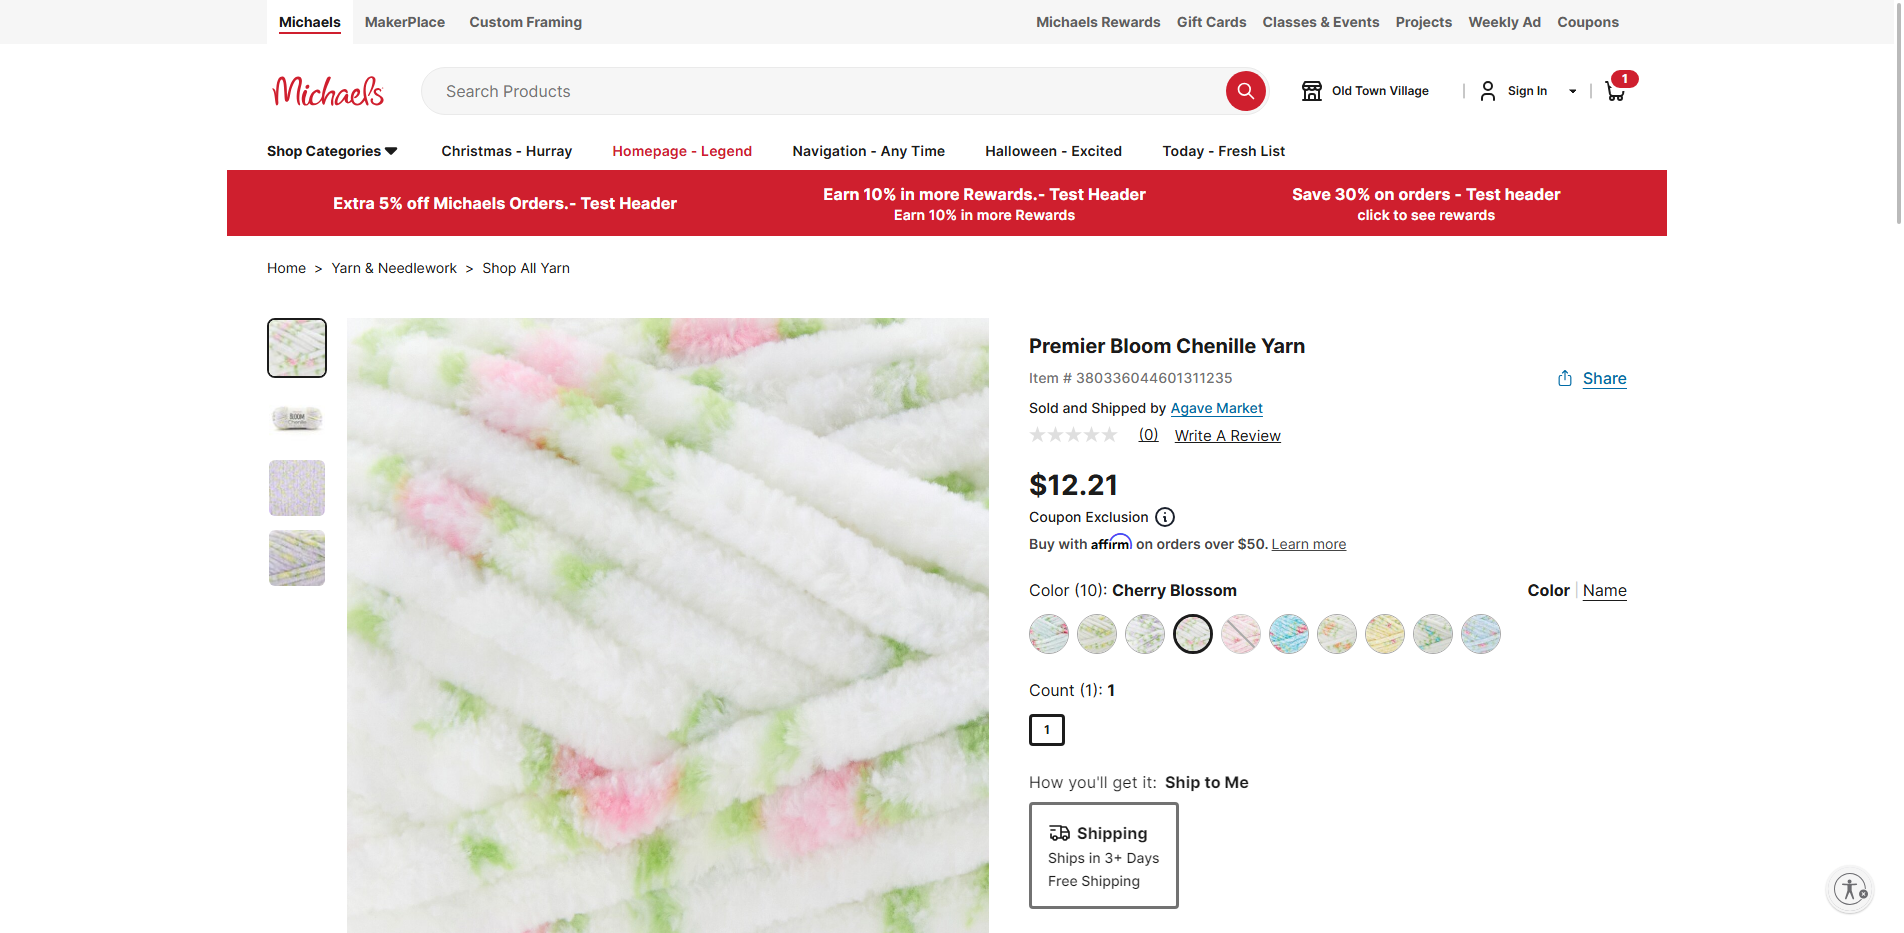 Michaels
MakerPlace
Custom Framing
Michaels Rewards
Gift Cards
Classes & Events
Projects
Weekly Ad
Coupons
Michaels
Search Products
Old Town Village
Sign In
1
Shop Categories
Christmas - Hurray
Homepage - Legend
Navigation - Any Time
Halloween - Excited
Today - Fresh List
Extra 5% off Michaels Orders.- Test Header
Earn 10% in more Rewards.- Test Header
Earn 10% in more Rewards
Save 30% on orders - Test header
click to see rewards
Home > Yarn & Needlework > Shop All Yarn
BLOOM
Chenille
Premier Bloom Chenille Yarn
Item # 380336044601311235
Share
Sold and Shipped by Agave Market
(0) Write A Review
$12.21
Coupon Exclusion
Buy with affirm on orders over $50. Learn more
Color (10): Cherry Blossom
Color | Name
Count (1): 1
1
How you'll get it: Ship to Me
Shipping
Ships in 3+ Days
Free Shipping